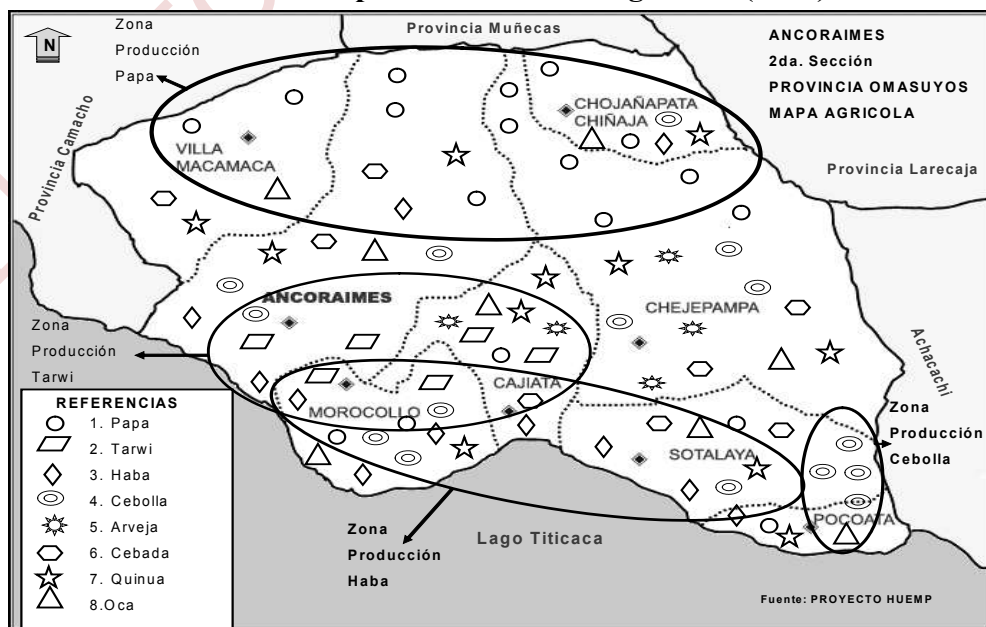 Zona
Producción
Papa
Provincia Muñecas
ANCORAIMES
2da. Sección
PROVINCIA OMASUYOS
MAPA AGRICOLA
N
Provincia Camacho
VILLA
MACAMACA
CHOJAÑAPATA
CHIÑAJA
Provincia Larecaja
ANCORAIMES
CHEJEPAMPA
Zona
Producción
Tarwi
CAJIATA
MOROCOLLO
SOTALAYA
POCOATA
Achacachi
Zona
Producción
Cebolla
REFERENCIAS
1. Papa
2. Tarwi
3. Haba
4. Cebolla
5. Arveja
6. Cebada
7. Quinua
8.Oca
Zona
Producción
Haba
Lago Titicaca
Fuente: PROYECTO HUEMP